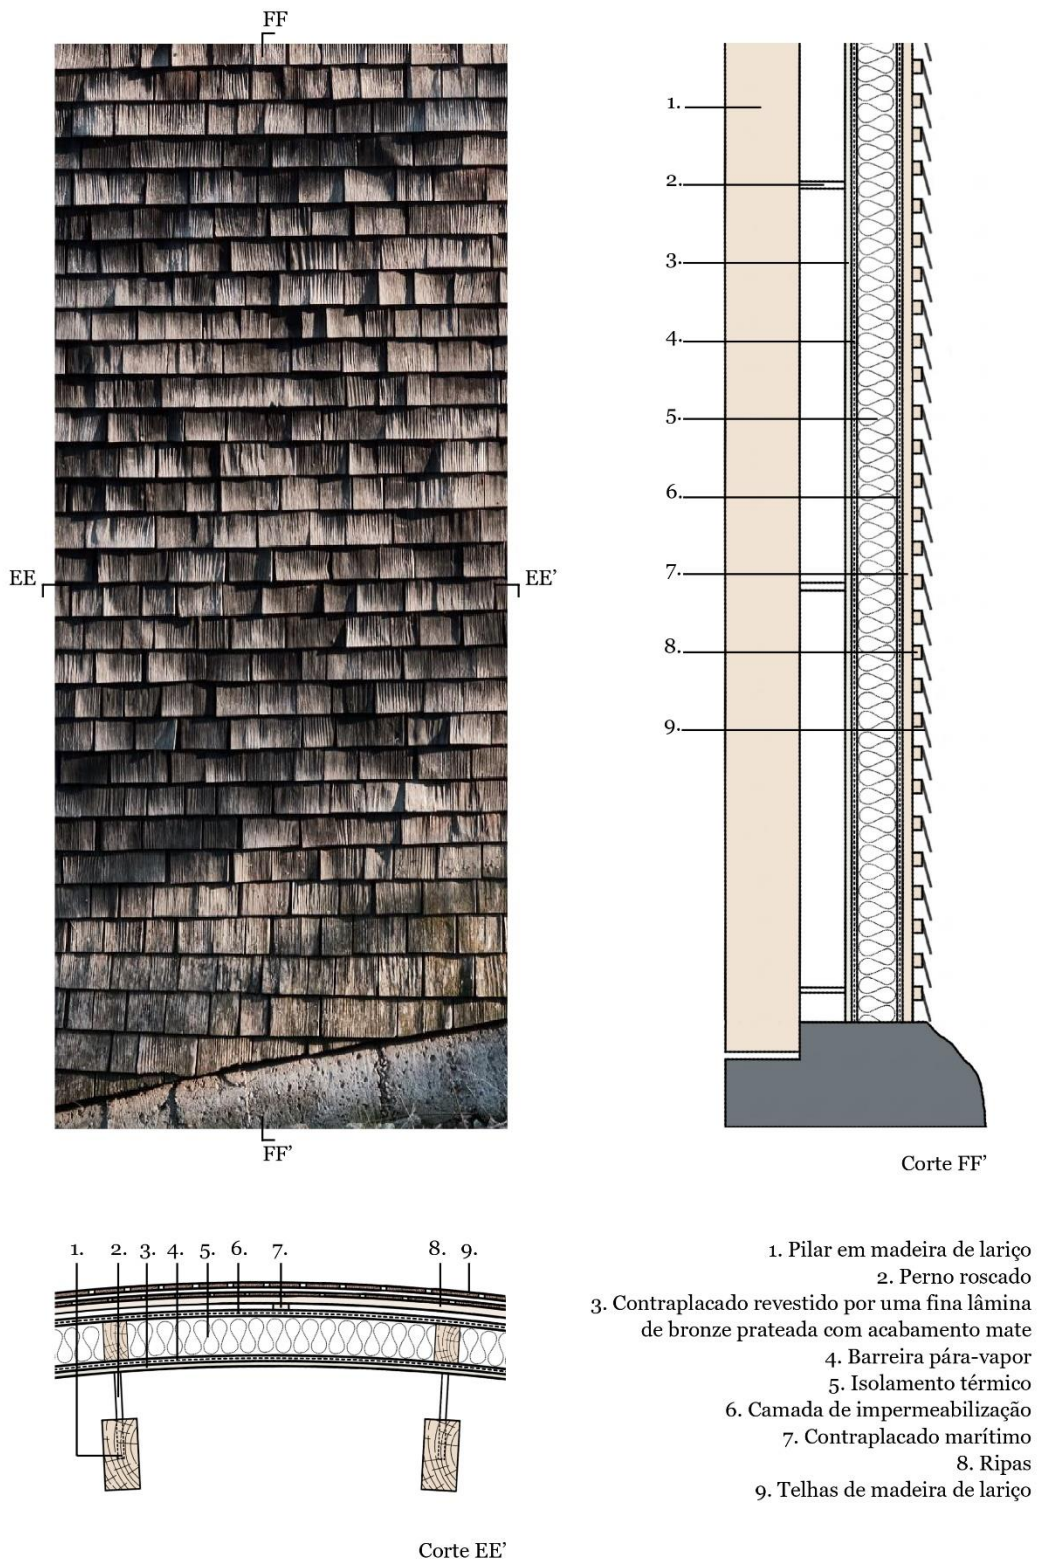 FF
1.
2.
3.
4.
5.
6.
EE
EE’
7.
8.
9.
FF’
Corte FF’
1. 2. 3. 4. 5. 6. 7. 8. 9.
1. Pilar em madeira de lariço
2. Perno roscado
3. Contraplacado revestido por uma fina lâmina
de bronze prateada com acabamento mate
4. Barreira pára-vapor
5. Isolamento térmico
6. Camada de impermeabilização
7. Contraplacado marítimo
8. Ripas
9. Telhas de madeira de lariço
Corte EE’